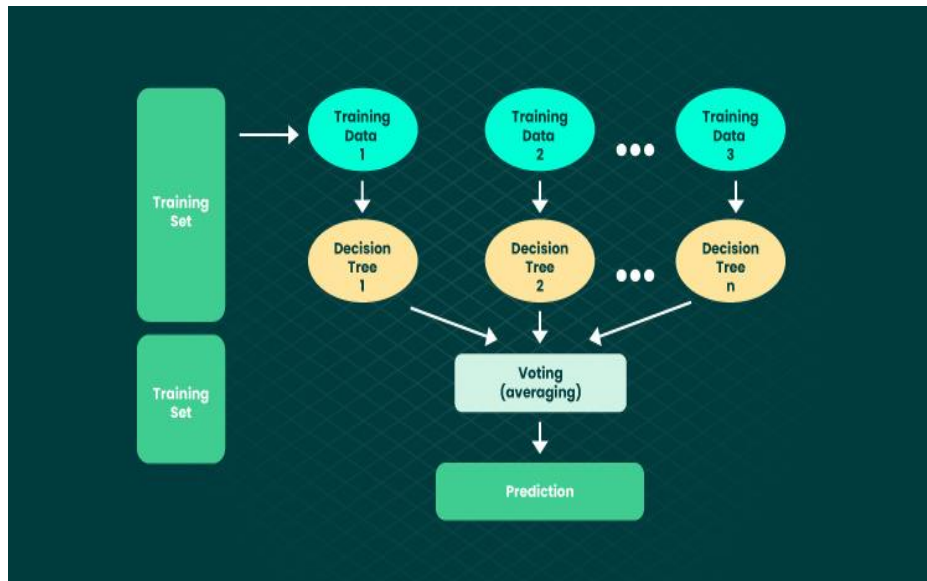 Training
Set
Training
Data
1
Training
Data
2
Training
Data
3
Decision
Tree
1
Decision
Tree
2
Decision
Tree
n
Training
Set
Voting
(averaging)
Prediction